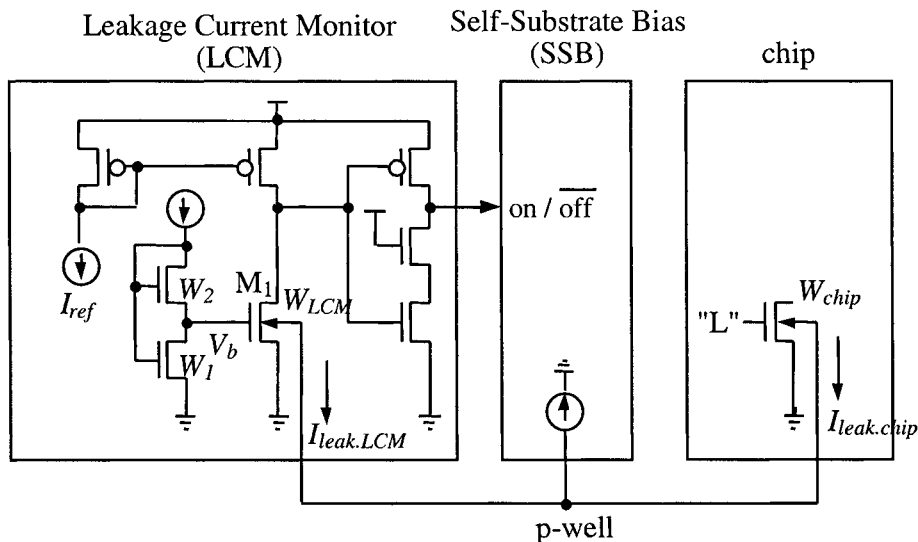 Leakage Current Monitor
(LCM)
Self-Substrate Bias
(SSB)
chip
on / off
I_ref
W_2
M_1
W_LCM
V_b
W_1
I_leak.LCM
W_chip
"L"
I_leak.chip
p-well